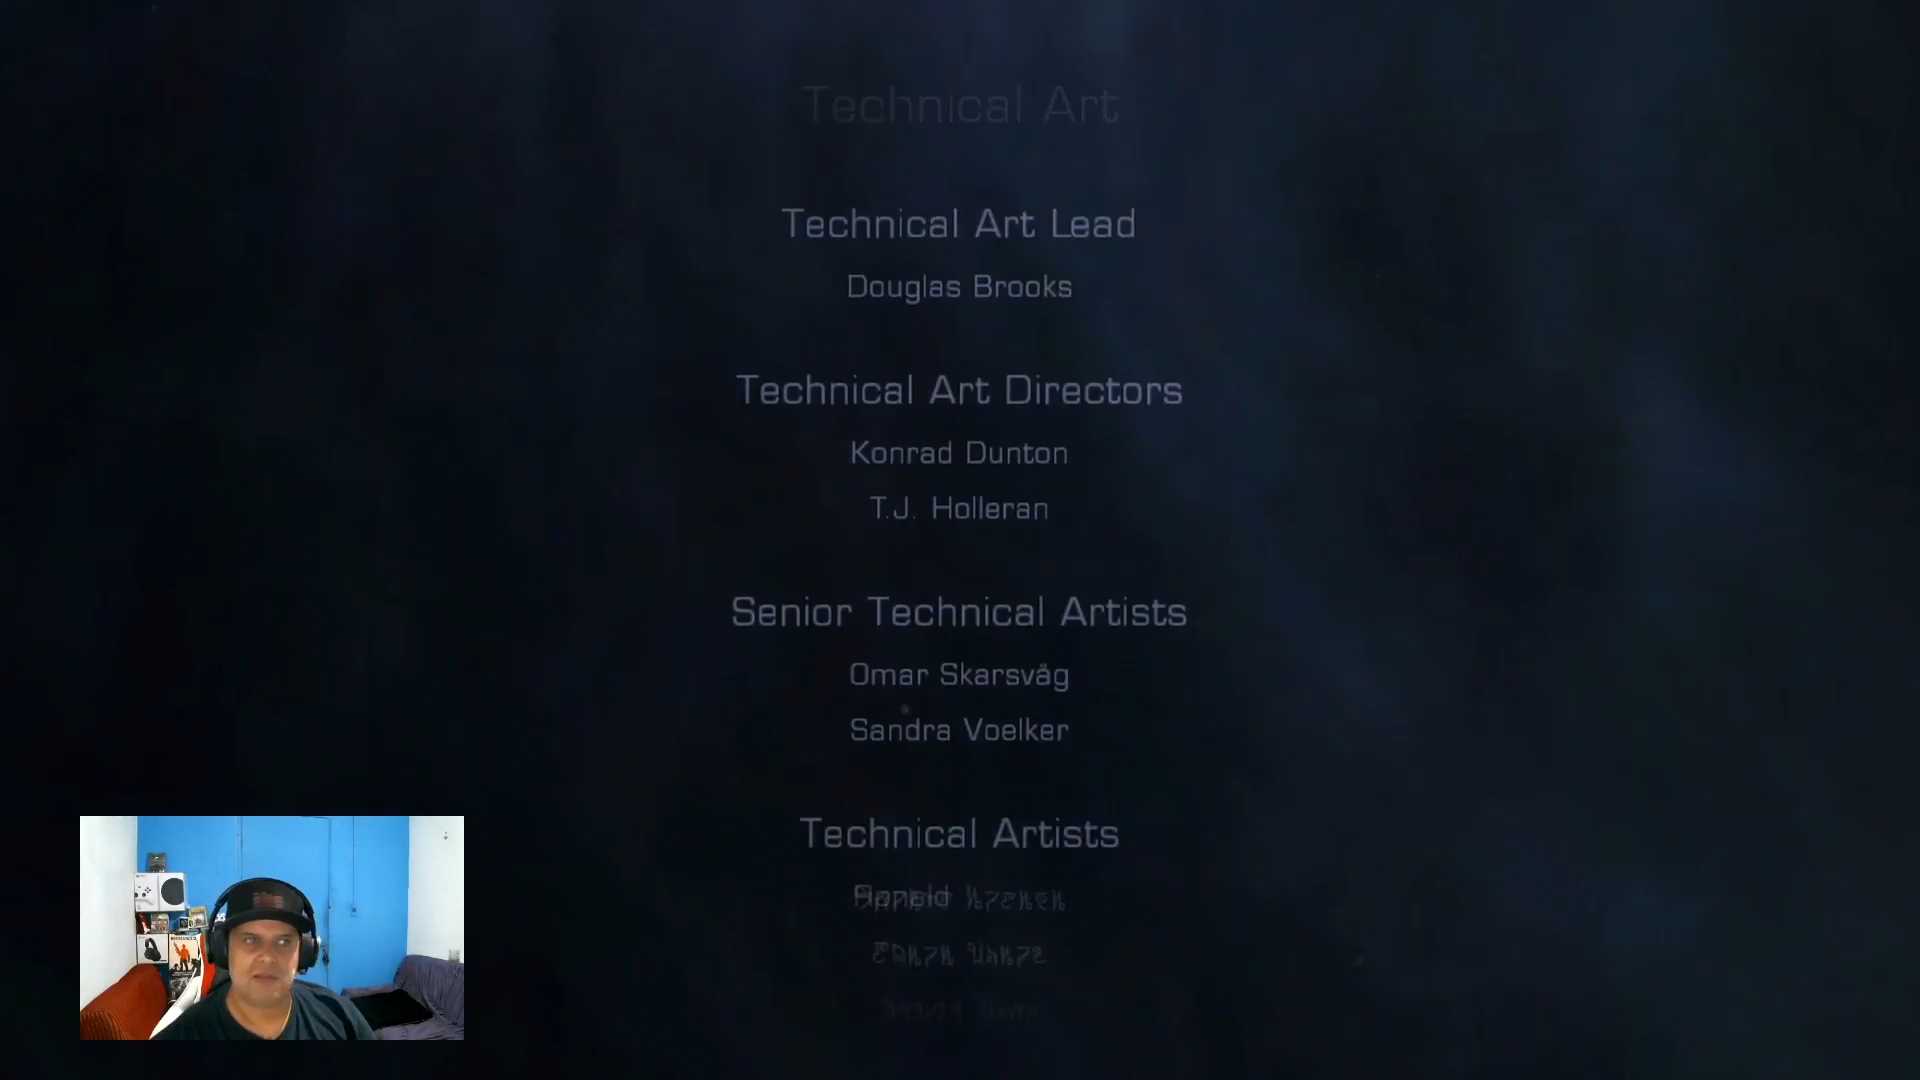 Technical Art
Technical Art Lead
Douglas Brooks
Technical Art Directors
Konrad Dunton
T.J. Holleran
Senior Technical Artists
Omar Skarsvåg
Sandra Voelker
Technical Artists